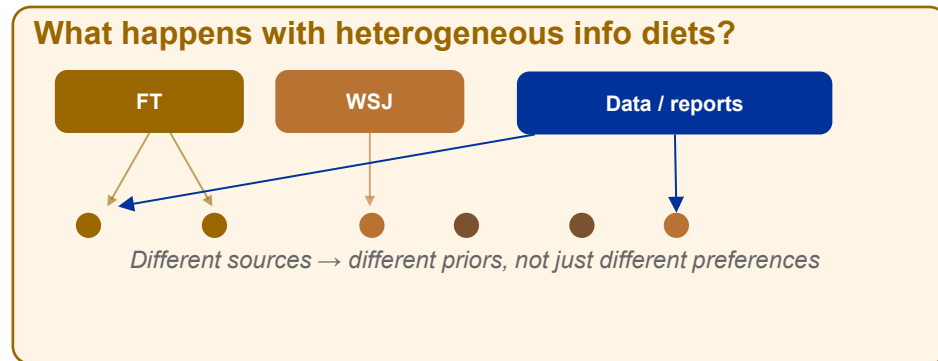 What happens with heterogeneous info diets?
FT
WSJ
Data / reports
Different sources → different priors, not just different preferences